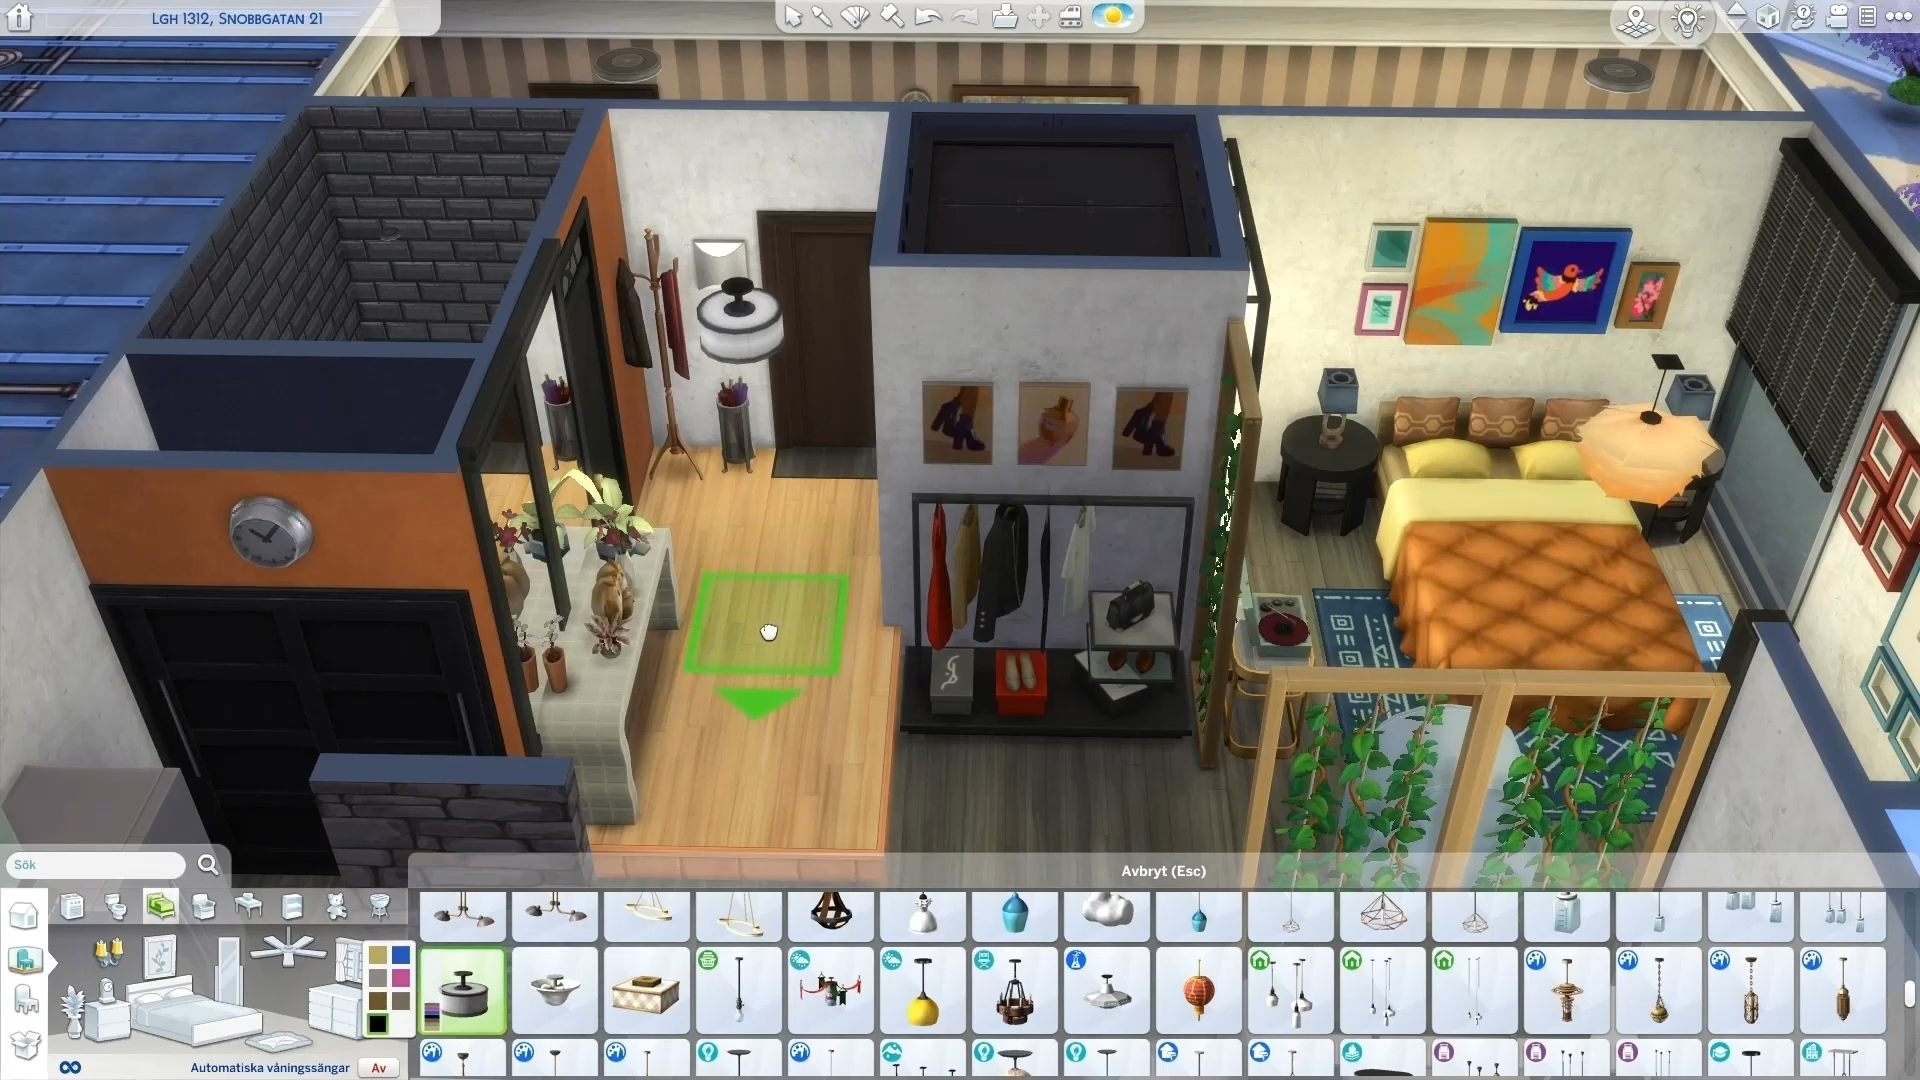 Lgh 1312, Snobbgatan 21
Sök
Avbryt (Esc)
Automatiska våningssängar
Av